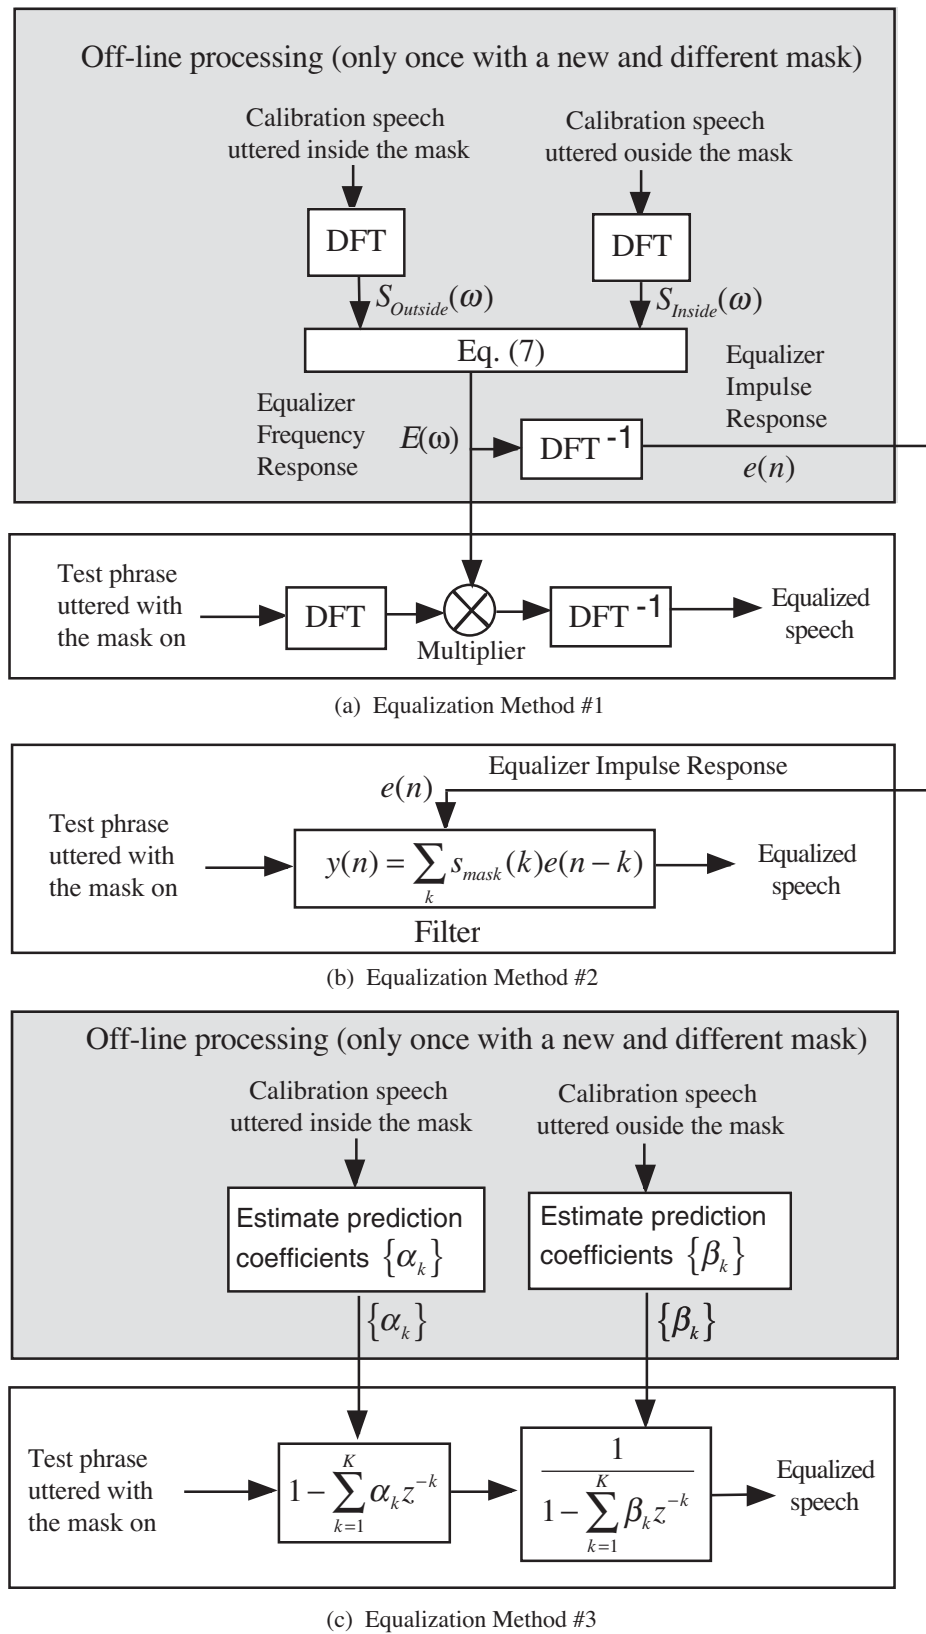 Off-line processing (only once with a new and different mask)
Calibration speech
uttered inside the mask
Calibration speech
uttered ouside the mask
DFT
DFT
S_Outside(ω)
S_Inside(ω)
Eq. (7)
Equalizer
Frequency
Response
E(ω)
DFT⁻¹
Equalizer
Impulse
Response
e(n)
Test phrase
uttered with
the mask on
DFT
Multiplier
DFT⁻¹
Equalized
speech
(a) Equalization Method #1
Equalizer Impulse Response
e(n)
Test phrase
uttered with
the mask on
y(n) = ∑_k s_mask(k)e(n − k)
Filter
Equalized
speech
(b) Equalization Method #2
Off-line processing (only once with a new and different mask)
Calibration speech
uttered inside the mask
Calibration speech
uttered ouside the mask
Estimate prediction
coefficients {α_k}
Estimate prediction
coefficients {β_k}
{α_k}
{β_k}
Test phrase
uttered with
the mask on
1 − ∑_{k=1}^{K} α_k z^{−k}
1 / (1 − ∑_{k=1}^{K} β_k z^{−k})
Equalized
speech
(c) Equalization Method #3